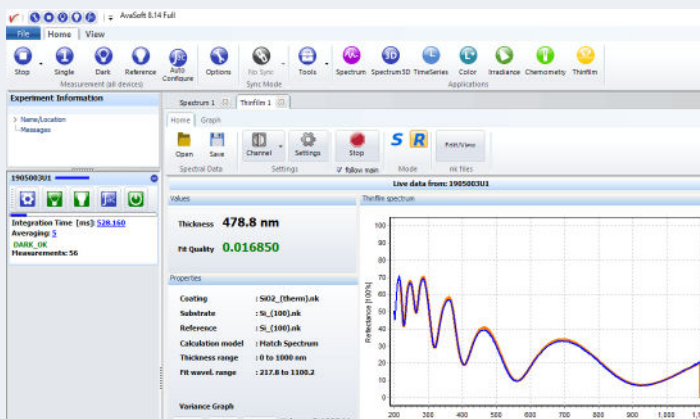 AvaSoft 8.14 Full
File Home View
Stop Single Dark Reference Auto Configure Options No Sync Tools Spectrum Spectrum3D TimeSeries Color Irradiance Chemometry Thinfilm
Measurement (all devices) Sync Mode Applications
Experiment Information
Name/Location
Messages
Spectrum 1 Thinfilm 1
Home Graph
Open Save Channel Settings Stop follow main S R Edit/View
Spectral Data Settings Mode nk files
1905003U1
Integration Time [ms]: 528.160
Averaging: 5
DARK_OK
Measurements: 56
Live data from: 1905003U1
Values
Thickness 478.8 nm
Fit Quality 0.016850
Properties
Coating : SiO2_(therm).nk
Substrate : Si_(100).nk
Reference : Si_(100).nk
Calculation model : Match Spectrum
Thickness range : 0 to 1000 nm
Fit wavel. range : 217.8 to 1100.2
Variance Graph
Thinfilm spectrum
Reflectance [100%]
100
90
80
70
60
50
40
30
20
10
0
200 300 400 500 600 700 800 900 1,000